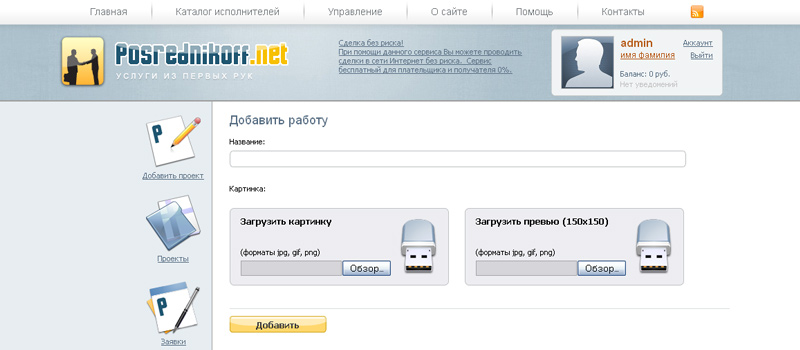 Главная Каталог исполнителей Управление О сайте Помощь Контакты
Posrednikoff.net
УСЛУГИ ИЗ ПЕРВЫХ РУК
Сделка без риска!
При помощи данного сервиса Вы можете проводить
сделки в сети Интернет без риска. Сервис
бесплатный для плательщика и получателя 0%.
admin Аккаунт
имя фамилия Выйти
Баланс: 0 руб.
Нет уведомлений
P
Добавить проект
Проекты
P
Заявки
Добавить работу
Название:
Картинка:
Загрузить картинку
(форматы jpg, gif, png)
Обзор...
Загрузить превью (150x150)
(форматы jpg, gif, png)
Обзор...
Добавить